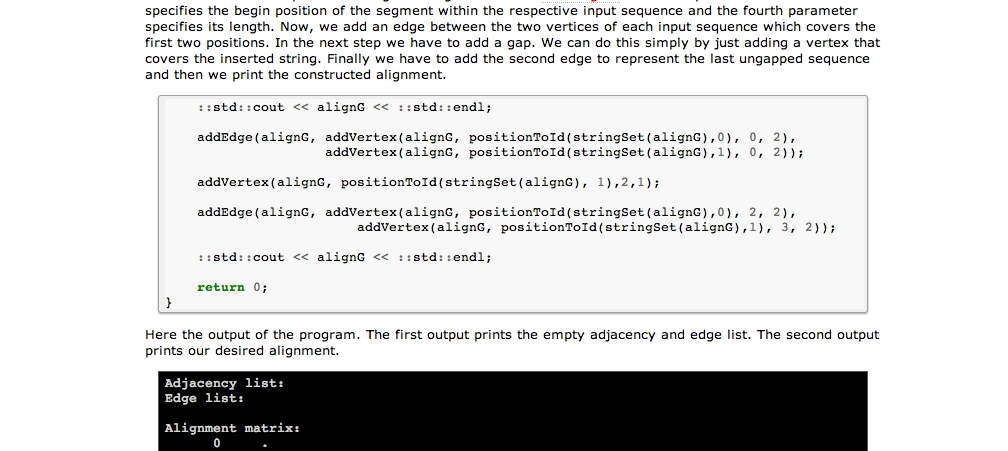 specifies the begin position of the segment within the respective input sequence and the fourth parameter
specifies its length. Now, we add an edge between the two vertices of each input sequence which covers the
first two positions. In the next step we have to add a gap. We can do this simply by just adding a vertex that
covers the inserted string. Finally we have to add the second edge to represent the last ungapped sequence
and then we print the constructed alignment.
::std::cout << alignG << ::std::endl;
addEdge(alignG, addVertex(alignG, positionToId(stringSet(alignG),0), 0, 2),
addVertex(alignG, positionToId(stringSet(alignG),1), 0, 2));
addVertex(alignG, positionToId(stringSet(alignG), 1),2,1);
addEdge(alignG, addVertex(alignG, positionToId(stringSet(alignG),0), 2, 2),
addVertex(alignG, positionToId(stringSet(alignG),1), 3, 2));
::std::cout << alignG << ::std::endl;
return 0;
}
Here the output of the program. The first output prints the empty adjacency and edge list. The second output
prints our desired alignment.
Adjacency list:
Edge list:
Alignment matrix:
0 .